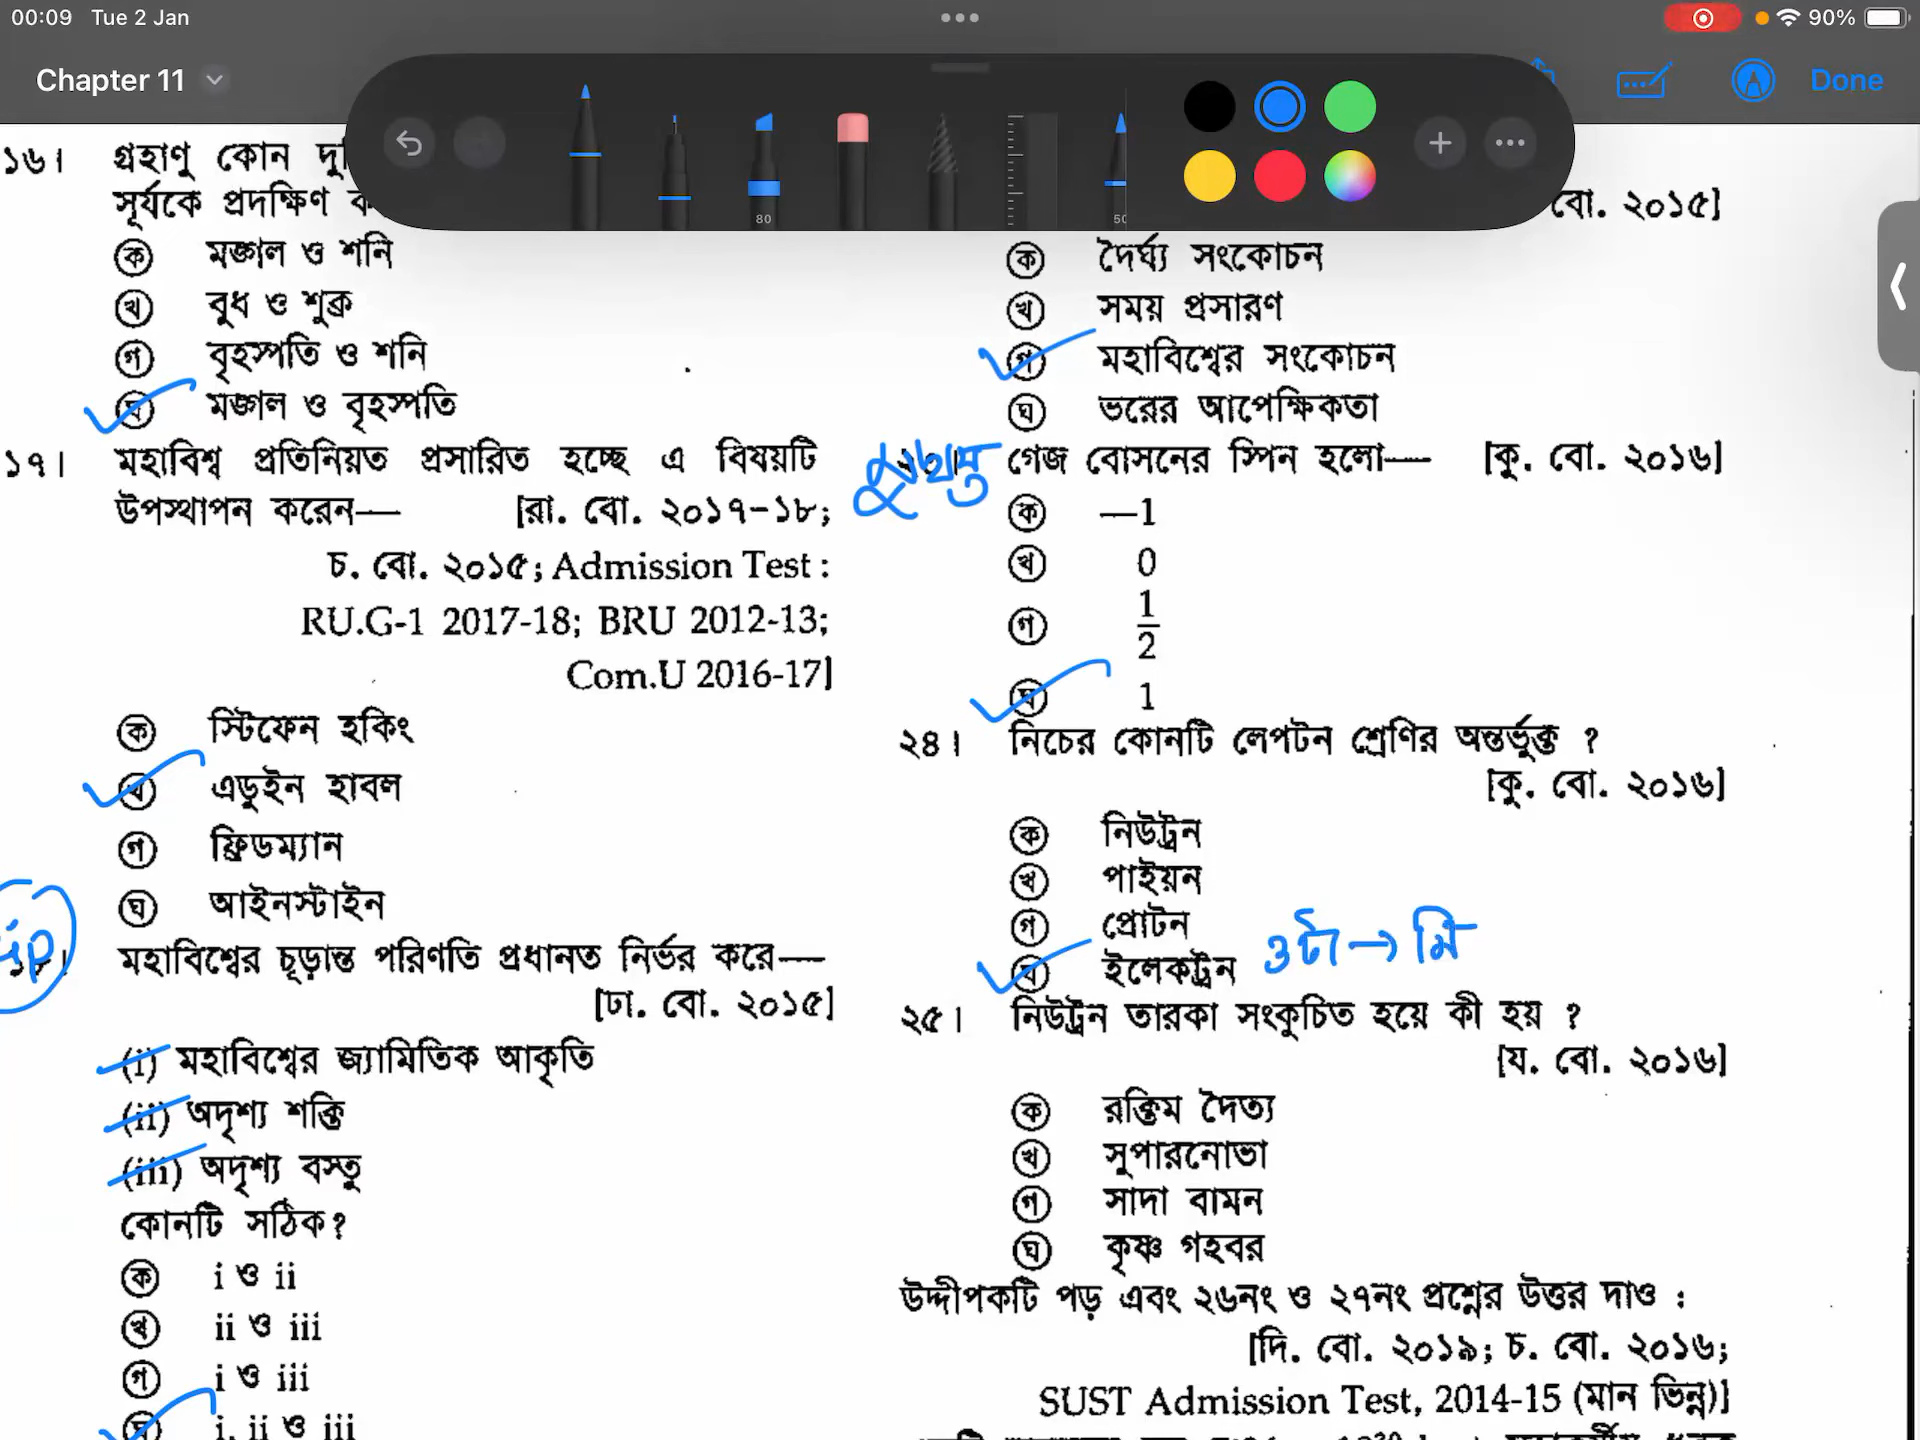 00:09 Tue 2 Jan
90%
Chapter 11
Done
80
50
১৬। গ্রহাণু কোন
সূর্যকে প্রদক্ষিণ
ক মঙ্গল ও শনি
খ বুধ ও শুক্র
গ বৃহস্পতি ও শনি
ঘ মঙ্গল ও বৃহস্পতি
১৭। মহাবিশ্ব প্রতিনিয়ত প্রসারিত হচ্ছে এ বিষয়টি
উপস্থাপন করেন— [রা. বো. ২০১৭-১৮;
চ. বো. ২০১৫; Admission Test :
RU.G-1 2017-18; BRU 2012-13;
Com.U 2016-17]
ক স্টিফেন হকিং
খ এডুইন হাবল
গ ফ্রিডম্যান
ঘ আইনস্টাইন
মহাবিশ্বের চূড়ান্ত পরিণতি প্রধানত নির্ভর করে—
[ঢা. বো. ২০১৫]
(i) মহাবিশ্বের জ্যামিতিক আকৃতি
(ii) অদৃশ্য শক্তি
(iii) অদৃশ্য বস্তু
কোনটি সঠিক?
ক i ও ii
খ ii ও iii
গ i ও iii
ঘ i, ii ও iii
বো. ২০১৫]
ক দৈর্ঘ্য সংকোচন
খ সময় প্রসারণ
গ মহাবিশ্বের সংকোচন
ঘ ভরের আপেক্ষিকতা
গেজ বোসনের স্পিন হলো— [কু. বো. ২০১৬]
ক —1
খ 0
গ 1/2
ঘ 1
২৪। নিচের কোনটি লেপটন শ্রেণির অন্তর্ভুক্ত ?
[কু. বো. ২০১৬]
ক নিউট্রন
খ পাইয়ন
গ প্রোটন
ঘ ইলেকট্রন
২৫। নিউট্রন তারকা সংকুচিত হয়ে কী হয় ?
[য. বো. ২০১৬]
ক রক্তিম দৈত্য
খ সুপারনোভা
গ সাদা বামন
ঘ কৃষ্ণ গহবর
উদ্দীপকটি পড় এবং ২৬নং ও ২৭নং প্রশ্নের উত্তর দাও :
[দি. বো. ২০১৯; চ. বো. ২০১৬;
SUST Admission Test, 2014-15 (মান ভিন্ন)]